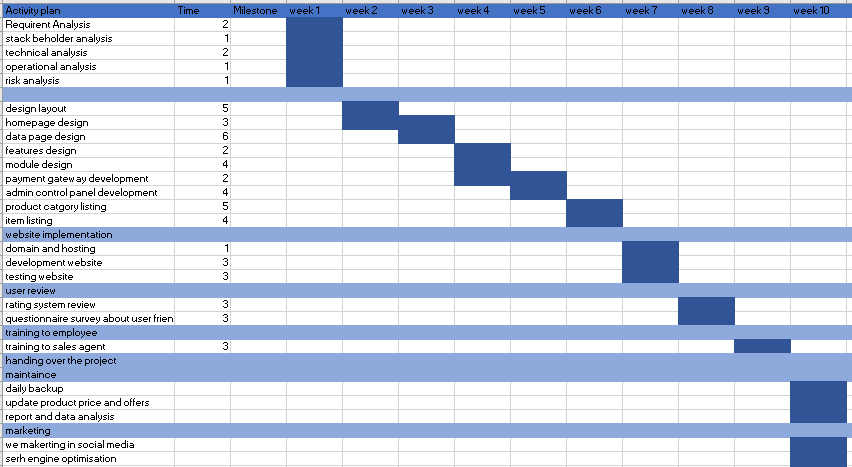 Activity plan Time Milestone week 1 week 2 week 3 week 4 week 5 week 6 week 7 week 8 week 9 week 10
Requirent Analysis 2
stack beholder analysis 1
technical analysis 2
operational analysis 1
risk analysis 1
design layout 5
homepage design 3
data page design 6
features design 2
module design 4
payment gateway development 2
admin control panel development 4
product catgory listing 5
item listing 4
website implementation
domain and hosting 1
development website 3
testing website 3
user review
rating system review 3
questionnaire survey about user frien 3
training to employee
training to sales agent 3
handing over the project
maintaince
daily backup
update product price and offers
report and data analysis
marketing
we makerting in social media
serh engine optimisation